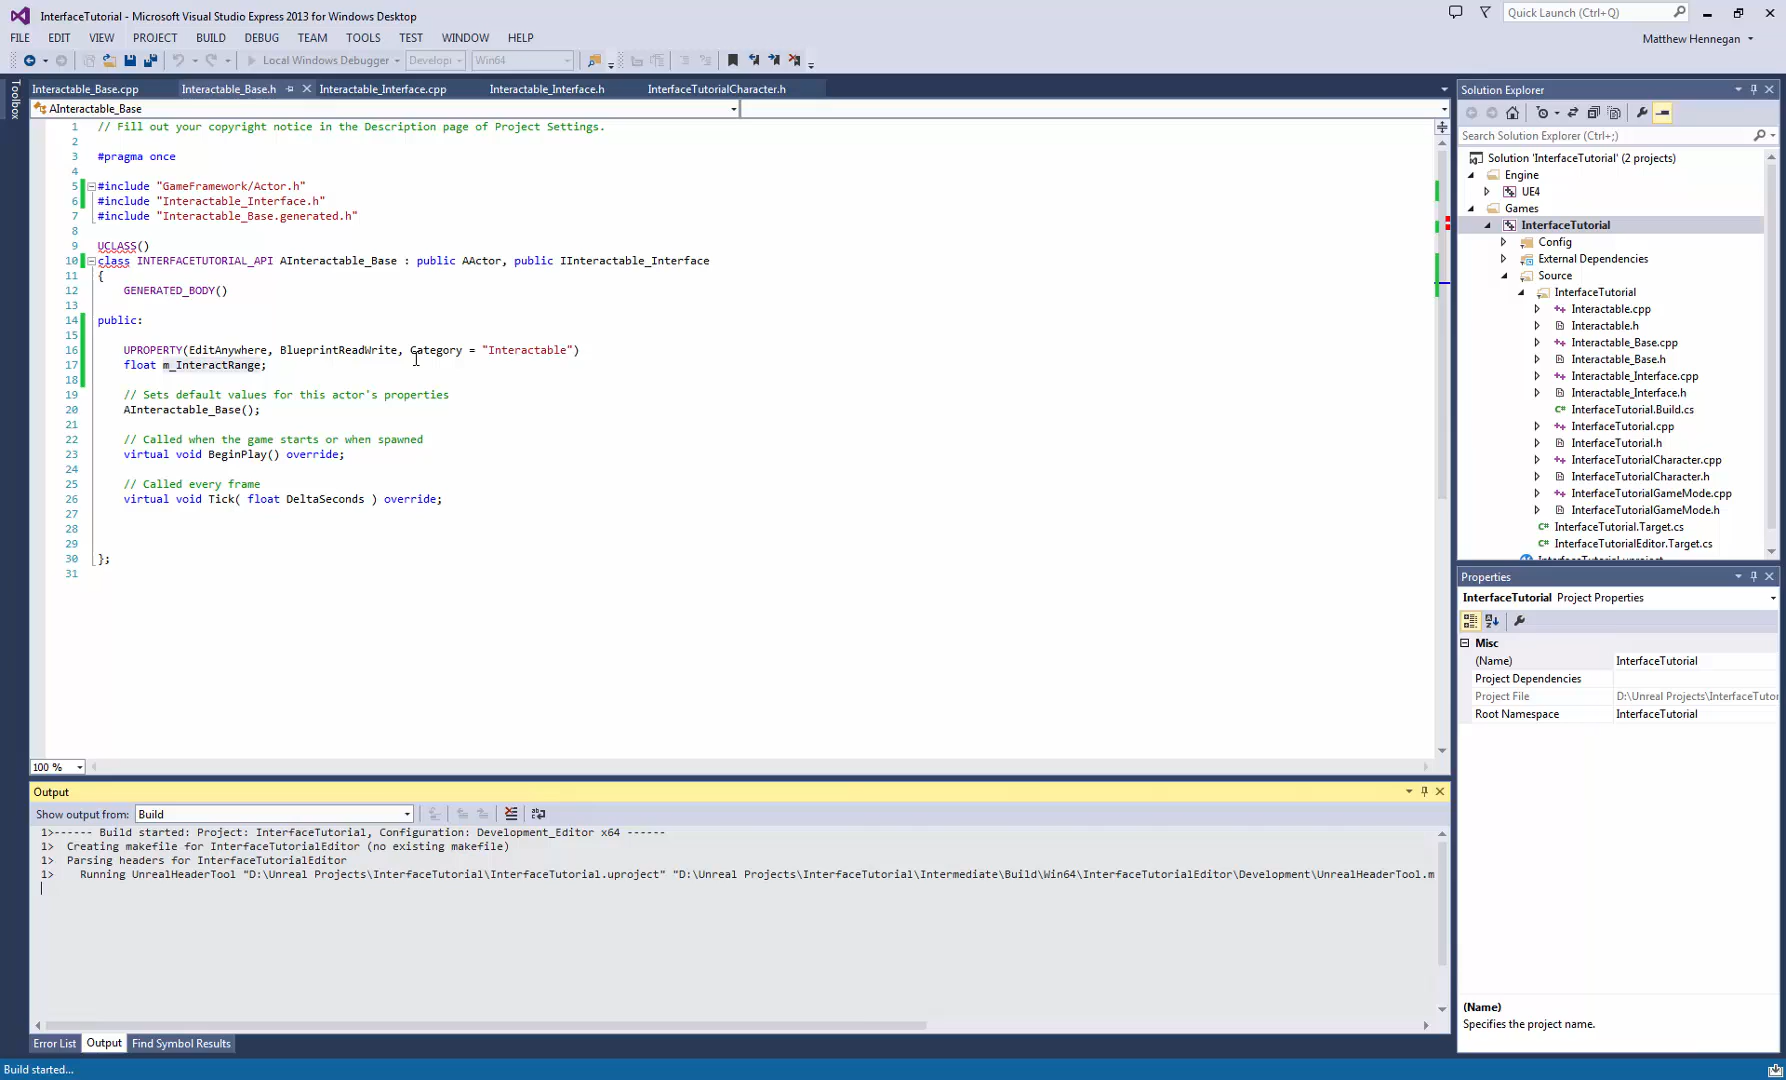 InterfaceTutorial - Microsoft Visual Studio Express 2013 for Windows Desktop
Quick Launch (Ctrl+Q)
FILE EDIT VIEW PROJECT BUILD DEBUG TEAM TOOLS TEST WINDOW HELP
Matthew Hennegan
Local Windows Debugger Developi Win64
Toolbox
Interactable_Base.cpp Interactable_Base.h Interactable_Interface.cpp Interactable_Interface.h InterfaceTutorialCharacter.h
AInteractable_Base
1 // Fill out your copyright notice in the Description page of Project Settings.
2
3 #pragma once
4
5 #include "GameFramework/Actor.h"
6 #include "Interactable_Interface.h"
7 #include "Interactable_Base.generated.h"
8
9 UCLASS()
10 class INTERFACETUTORIAL_API AInteractable_Base : public AActor, public IInteractable_Interface
11 {
12 GENERATED_BODY()
13
14 public:
15
16 UPROPERTY(EditAnywhere, BlueprintReadWrite, Category = "Interactable")
17 float m_InteractRange;
18
19 // Sets default values for this actor's properties
20 AInteractable_Base();
21
22 // Called when the game starts or when spawned
23 virtual void BeginPlay() override;
24
25 // Called every frame
26 virtual void Tick( float DeltaSeconds ) override;
27
28
29
30 };
31
100 %
Output
Show output from: Build
1>------ Build started: Project: InterfaceTutorial, Configuration: Development_Editor x64 ------
1> Creating makefile for InterfaceTutorialEditor (no existing makefile)
1> Parsing headers for InterfaceTutorialEditor
1> Running UnrealHeaderTool "D:\Unreal Projects\InterfaceTutorial\InterfaceTutorial.uproject" "D:\Unreal Projects\InterfaceTutorial\Intermediate\Build\Win64\InterfaceTutorialEditor\Development\UnrealHeaderTool.m
Error List Output Find Symbol Results
Build started...
Solution Explorer
Search Solution Explorer (Ctrl+;)
Solution 'InterfaceTutorial' (2 projects)
Engine
UE4
Games
InterfaceTutorial
Config
External Dependencies
Source
InterfaceTutorial
Interactable.cpp
Interactable.h
Interactable_Base.cpp
Interactable_Base.h
Interactable_Interface.cpp
Interactable_Interface.h
InterfaceTutorial.Build.cs
InterfaceTutorial.cpp
InterfaceTutorial.h
InterfaceTutorialCharacter.cpp
InterfaceTutorialCharacter.h
InterfaceTutorialGameMode.cpp
InterfaceTutorialGameMode.h
InterfaceTutorial.Target.cs
InterfaceTutorialEditor.Target.cs
Properties
InterfaceTutorial Project Properties
Misc
(Name) InterfaceTutorial
Project Dependencies
Project File D:\Unreal Projects\InterfaceTutor
Root Namespace InterfaceTutorial
(Name)
Specifies the project name.